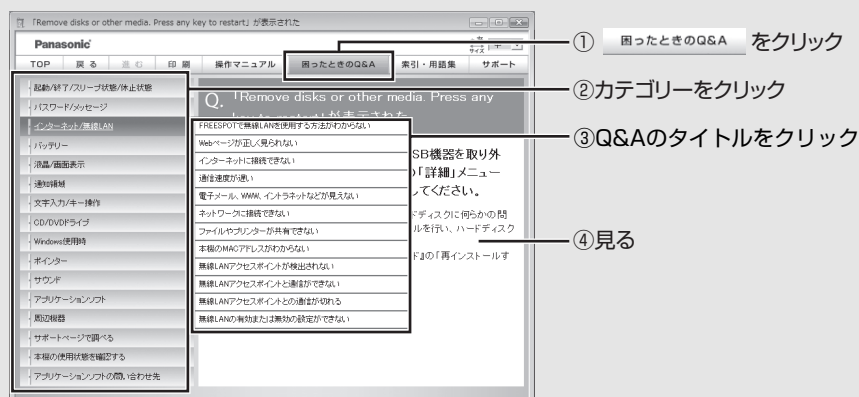 「Remove disks or other media. Press any key to restart」が表示された
Panasonic
サイズ 中
TOP 戻 る 進 む 印 刷 操作マニュアル 困ったときのQ&A 索引・用語集 サポート
起動/終了/スリープ状態/休止状態
パスワード/メッセージ
インターネット/無線LAN
バッテリー
液晶/画面表示
通知領域
文字入力/キー操作
CD/DVDドライブ
Windows使用時
ポインター
サウンド
アプリケーションソフト
周辺機器
サポートページで調べる
本機の使用状態を確認する
アプリケーションソフトの問い合わせ先
Q. 「Remove disks or other media. Press any
FREESPOTで無線LANを使用する方法がわからない
Webページが正しく見られない
インターネットに接続できない
通信速度が遅い
電子メール、WWW、イントラネットなどが見えない
ネットワークに接続できない
ファイルやプリンターが共有できない
本機のMACアドレスがわからない
無線LANアクセスポイントが検出されない
無線LANアクセスポイントと通信ができない
無線LANアクセスポイントとの通信が切れる
無線LANの有効または無効の設定ができない
SB機器を取り外
「詳細」メニュー
してください。
ドディスクに何らかの問
ルを行い、ハードディスク
ド』の「再インストールす
① 困ったときのQ&A をクリック
②カテゴリーをクリック
③Q&Aのタイトルをクリック
④見る